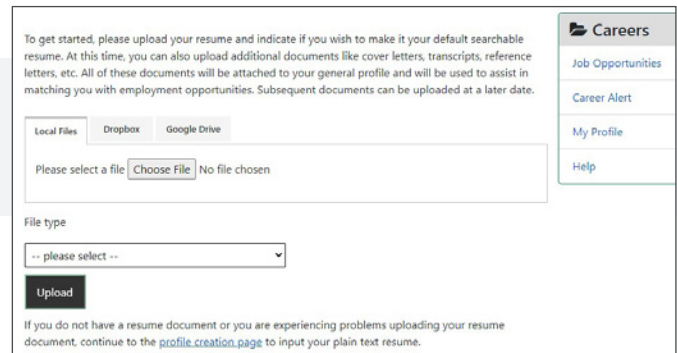 To get started, please upload your resume and indicate if you wish to make it your default searchable
resume. At this time, you can also upload additional documents like cover letters, transcripts, reference
letters, etc. All of these documents will be attached to your general profile and will be used to assist in
matching you with employment opportunities. Subsequent documents can be uploaded at a later date.
Local Files Dropbox Google Drive
Please select a file Choose File No file chosen
File type
-- please select --
Upload
If you do not have a resume document or you are experiencing problems uploading your resume
document, continue to the profile creation page to input your plain text resume.
Careers
Job Opportunities
Career Alert
My Profile
Help